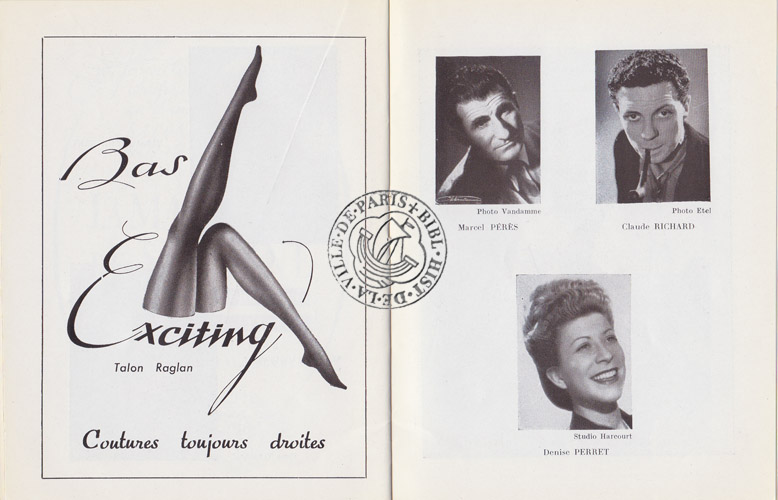 Bas
Exciting
Talon Raglan
Coutures toujours droites
BIBL · HIST · DE · LA · VILLE · DE · PARIS
Photo Vandamme
Marcel PÉRÈS
Photo Etel
Claude RICHARD
Studio Harcourt
Denise PERRET